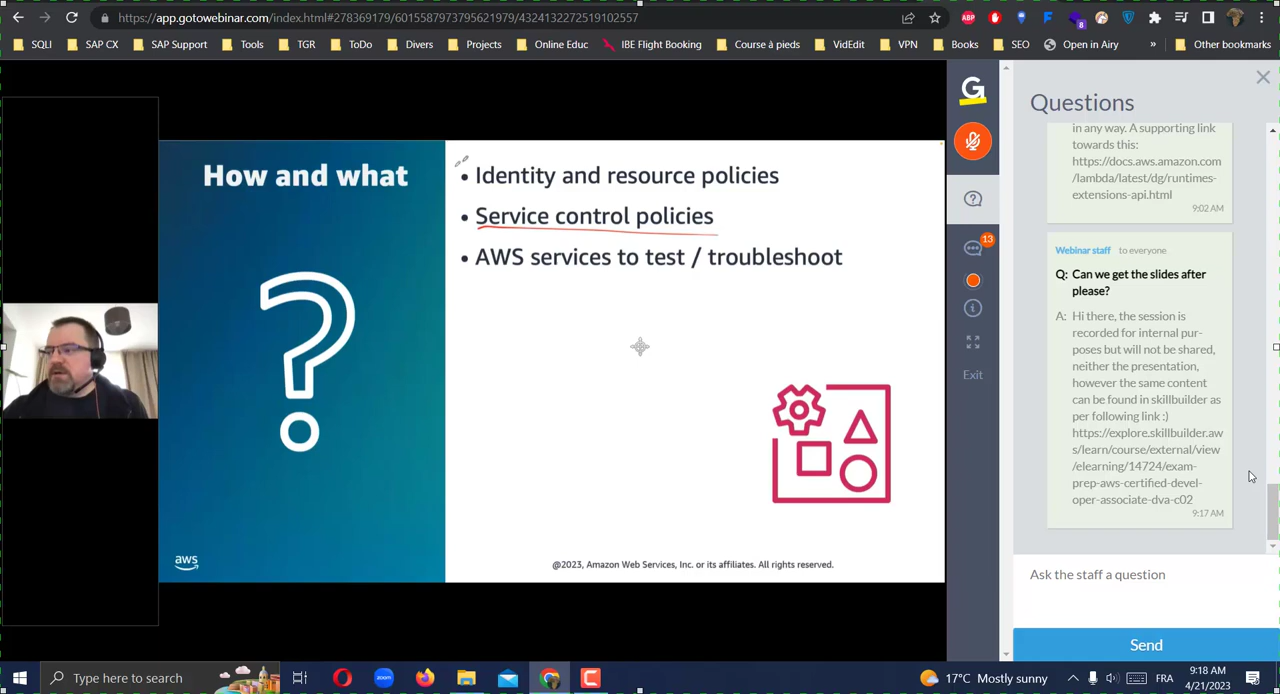 https://app.gotowebinar.com/index.html#278369179/6015587973795621979/4324132272519102557
ABP
8
SQLI
SAP CX
SAP Support
Tools
TGR
ToDo
Divers
Projects
Online Educ
IBE Flight Booking
Course à pieds
VidEdit
VPN
Books
SEO
Open in Airy
»
Other bookmarks
How and what
?
aws
• Identity and resource policies
• Service control policies
• AWS services to test / troubleshoot
@2023, Amazon Web Services, Inc. or its affiliates. All rights reserved.
G
13
Exit
Questions
in any way. A supporting link
towards this:
https://docs.aws.amazon.com
/lambda/latest/dg/runtimes-
extensions-api.html
9:02 AM
Webinar staff to everyone
Q: Can we get the slides after
please?
A: Hi there, the session is
recorded for internal pur-
poses but will not be shared,
neither the presentation,
however the same content
can be found in skillbuilder as
per following link :)
https://explore.skillbuilder.aw
s/learn/course/external/view
/elearning/14724/exam-
prep-aws-certified-devel-
oper-associate-dva-c02
9:17 AM
Ask the staff a question
Send
Type here to search
zoom
17°C Mostly sunny
FRA
9:18 AM
4/21/2023